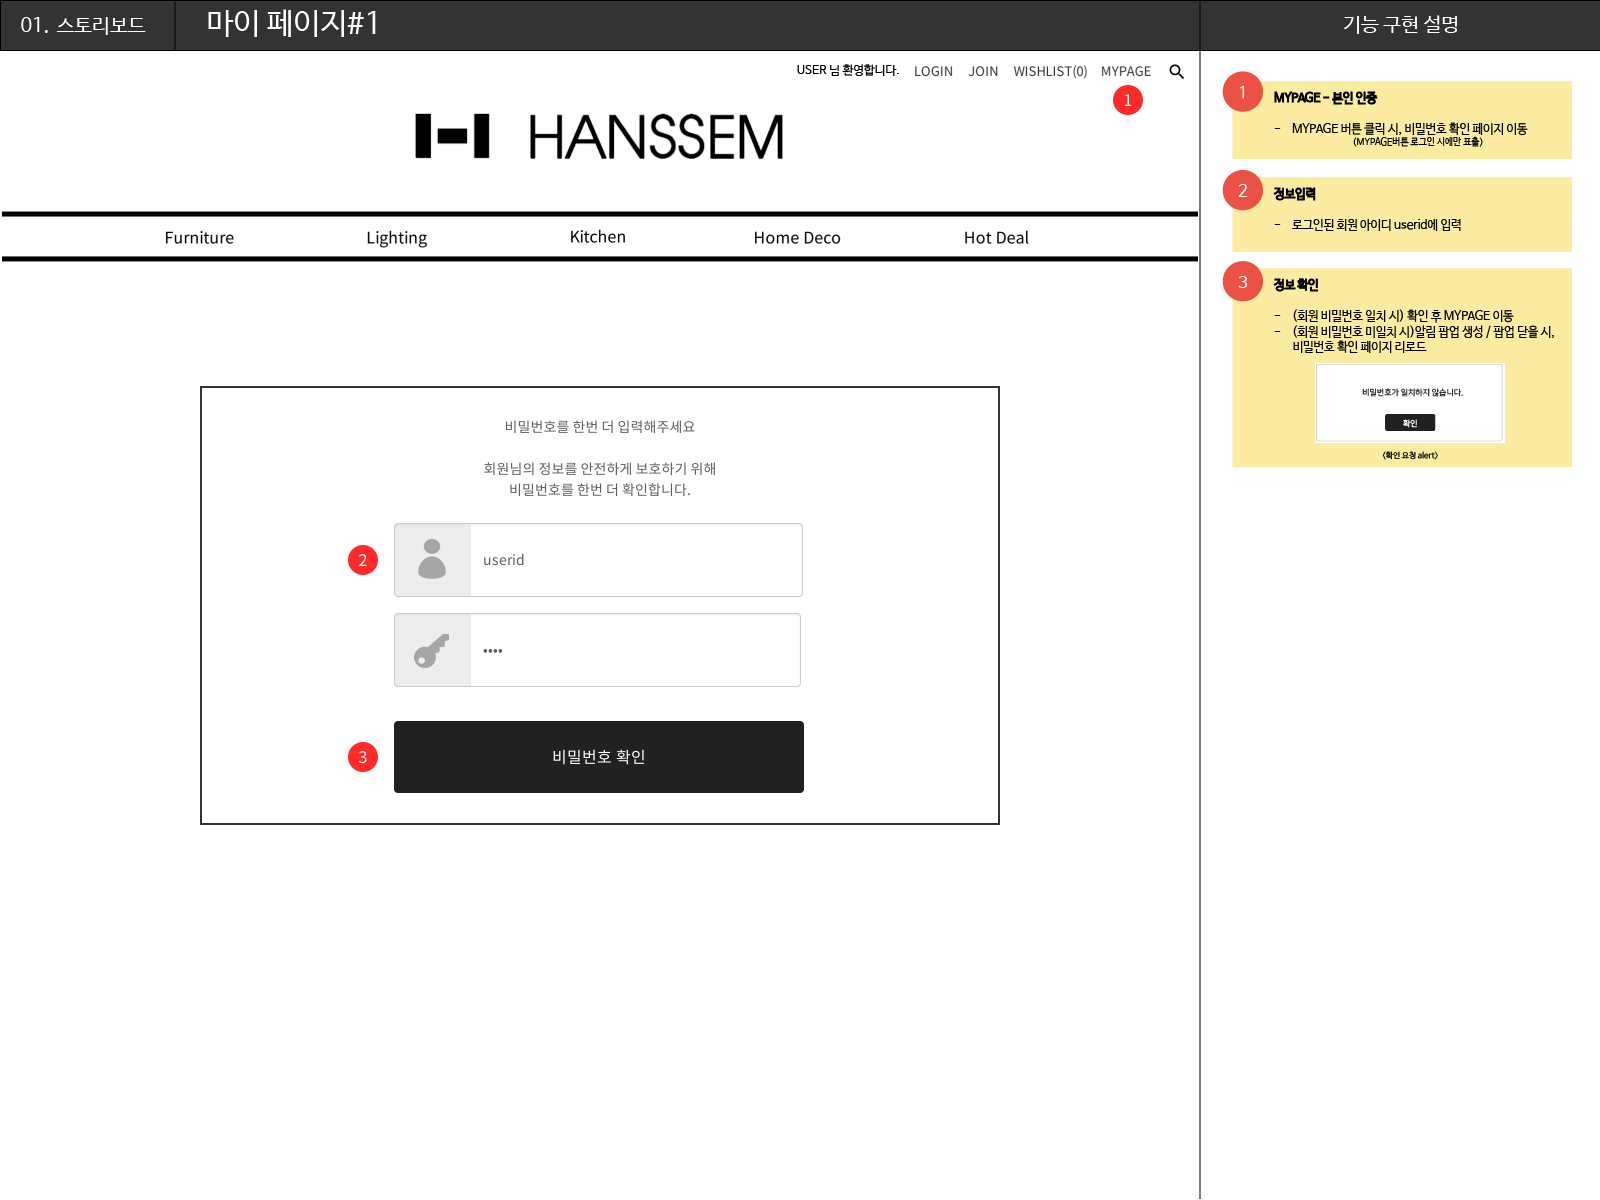 01. 스토리보드
마이 페이지#1
기능 구현 설명
USER 님 환영합니다. LOGIN JOIN WISHLIST(0) MYPAGE
1
HANSSEM
Furniture Lighting Kitchen Home Deco Hot Deal
비밀번호를 한번 더 입력해주세요
회원님의 정보를 안전하게 보호하기 위해
비밀번호를 한번 더 확인합니다.
2
userid
••••
3
비밀번호 확인
1
MYPAGE - 본인 인증
- MYPAGE 버튼 클릭 시, 비밀번호 확인 페이지 이동
(MYPAGE버튼 로그인 시에만 표출)
2
정보입력
- 로그인된 회원 아이디 userid에 입력
3
정보 확인
- (회원 비밀번호 일치 시) 확인 후 MYPAGE 이동
- (회원 비밀번호 미일치 시)알림 팝업 생성 / 팝업 닫을 시,
비밀번호 확인 페이지 리로드
비밀번호가 일치하지 않습니다.
확인
<확인 요청 alert>